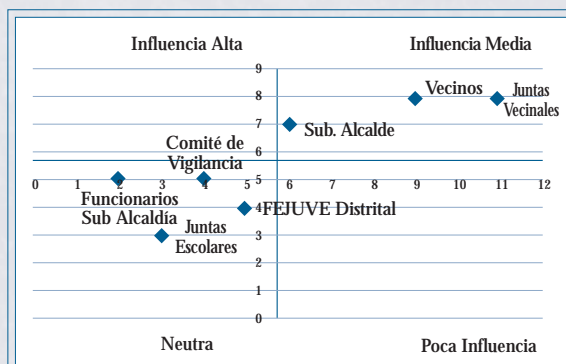 Influencia Alta
Influencia Media
9
8
7
6
5
4
3
2
1
0
Vecinos
Juntas
Vecinales
Sub. Alcalde
Comité de
Vigilancia
0 1 2 3 4 5 6 7 8 9 10 11 12
Funcionarios
Sub Alcaldía
FEJUVE Distrital
Juntas
Escolares
Neutra
Poca Influencia